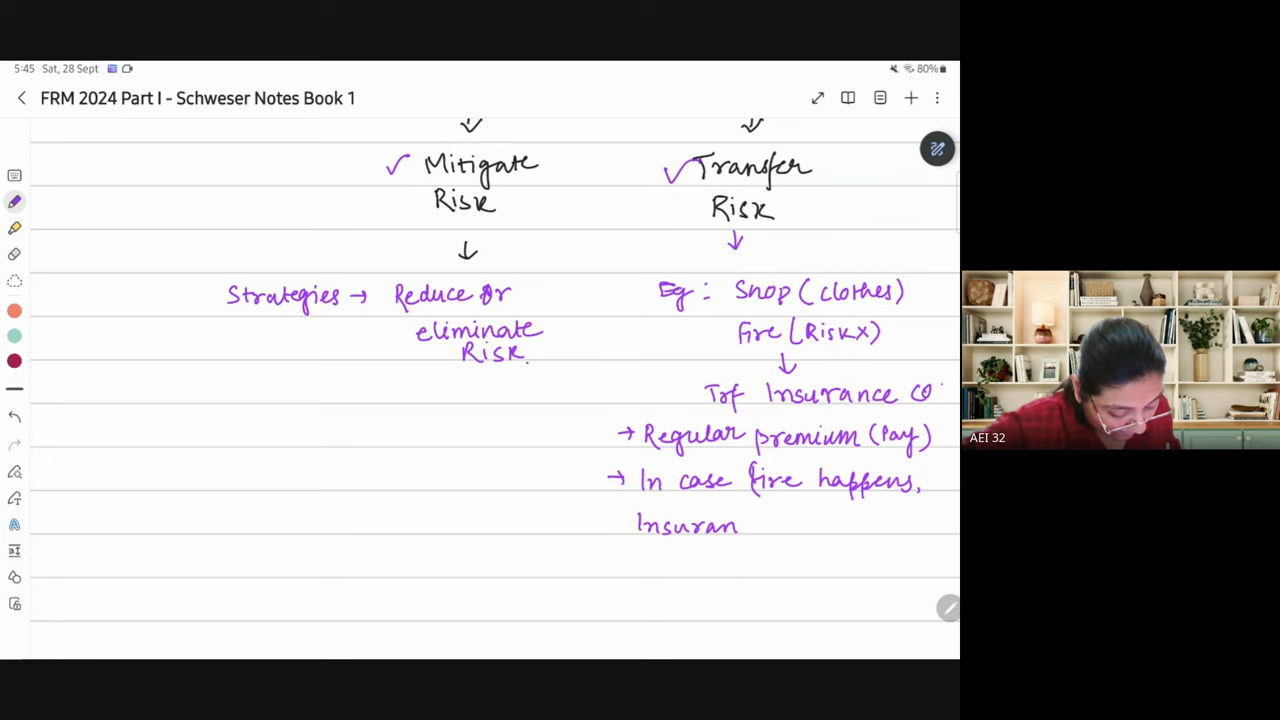 5:45 Sat, 28 Sept
80%
FRM 2024 Part I - Schweser Notes Book 1
Mitigate
Risk
Transfer
Risk
Strategies → Reduce or
eliminate
Risk.
Eg: Shop (clothes)
Fire (Risk X)
Trf Insurance co.
→ Regular premium (Pay)
→ In case fire happens,
Insuran
AEI 32